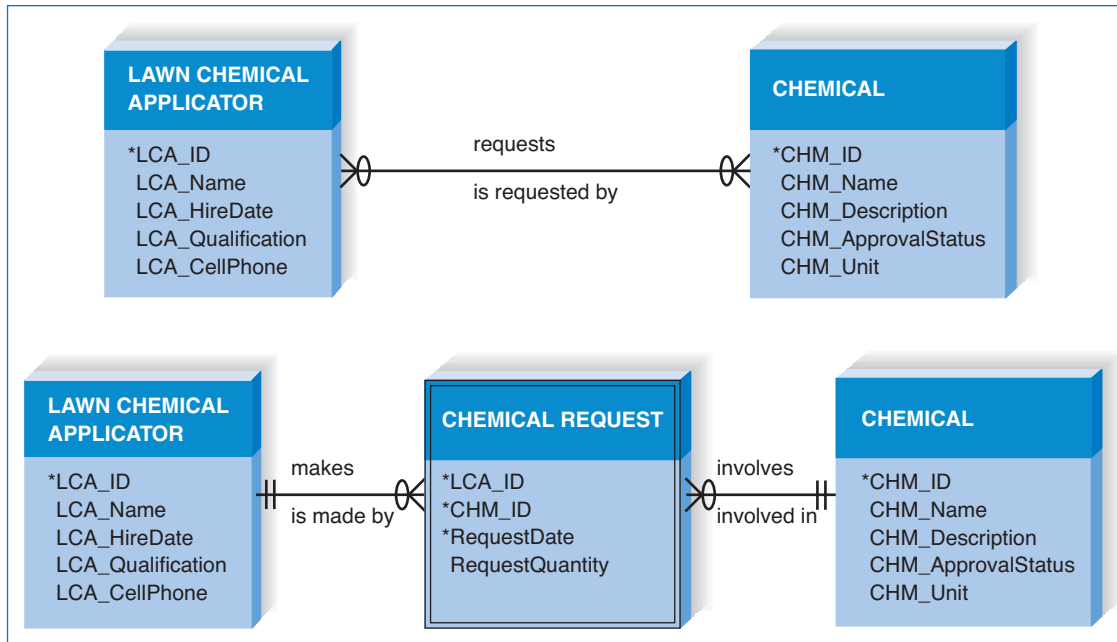 LAWN CHEMICAL
APPLICATOR
*LCA_ID
LCA_Name
LCA_HireDate
LCA_Qualification
LCA_CellPhone
requests
is requested by
CHEMICAL
*CHM_ID
CHM_Name
CHM_Description
CHM_ApprovalStatus
CHM_Unit
LAWN CHEMICAL
APPLICATOR
*LCA_ID
LCA_Name
LCA_HireDate
LCA_Qualification
LCA_CellPhone
makes
is made by
CHEMICAL REQUEST
*LCA_ID
*CHM_ID
*RequestDate
RequestQuantity
involves
involved in
CHEMICAL
*CHM_ID
CHM_Name
CHM_Description
CHM_ApprovalStatus
CHM_Unit